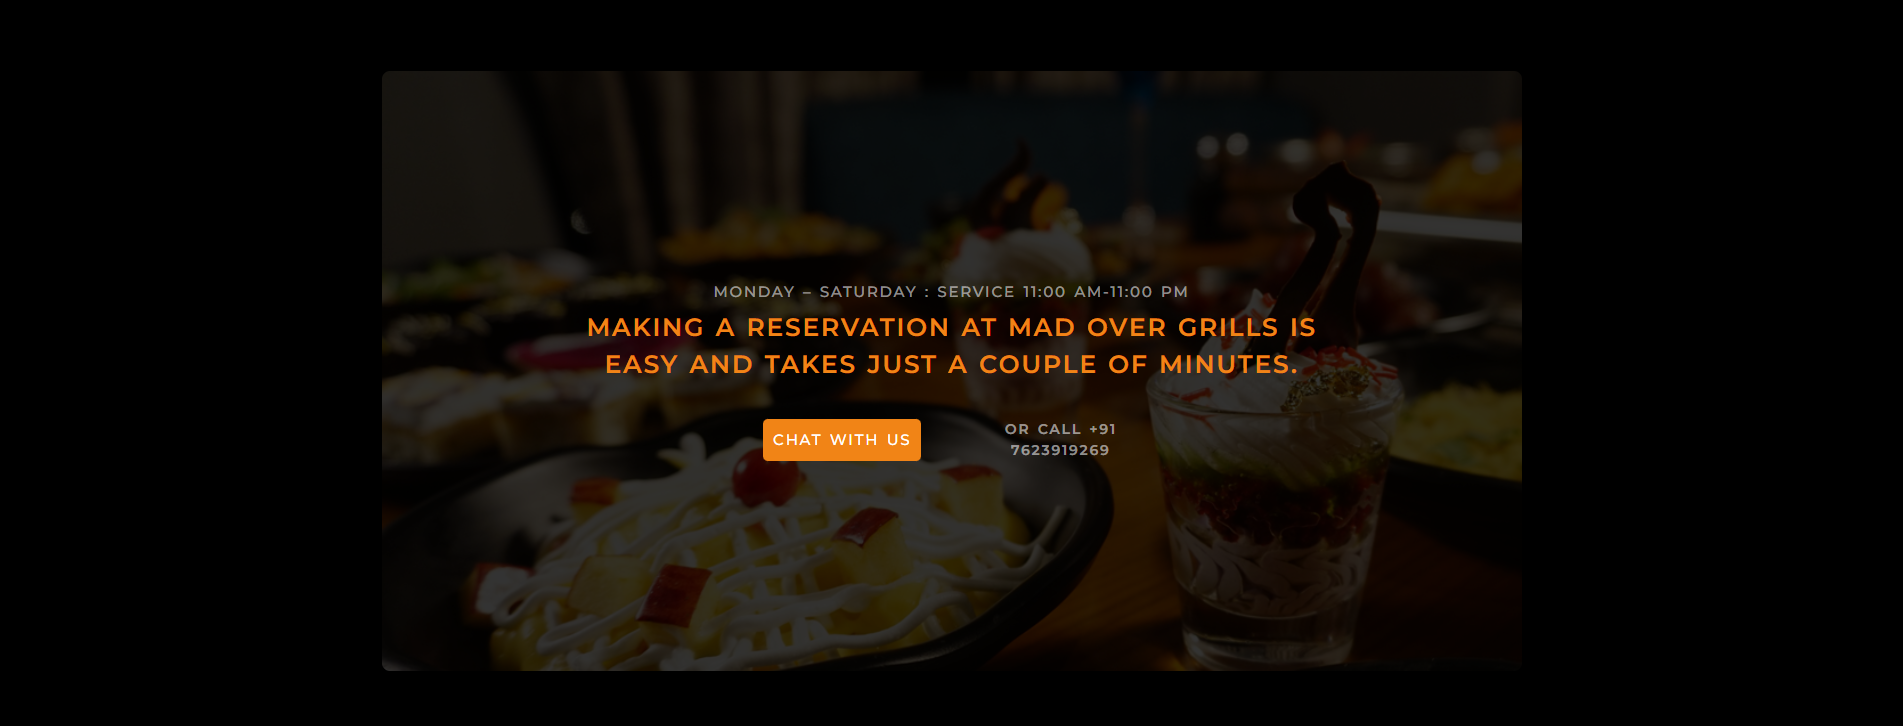 MONDAY – SATURDAY : SERVICE 11:00 AM-11:00 PM
MAKING A RESERVATION AT MAD OVER GRILLS IS
EASY AND TAKES JUST A COUPLE OF MINUTES.
CHAT WITH US
OR CALL +91
7623919269